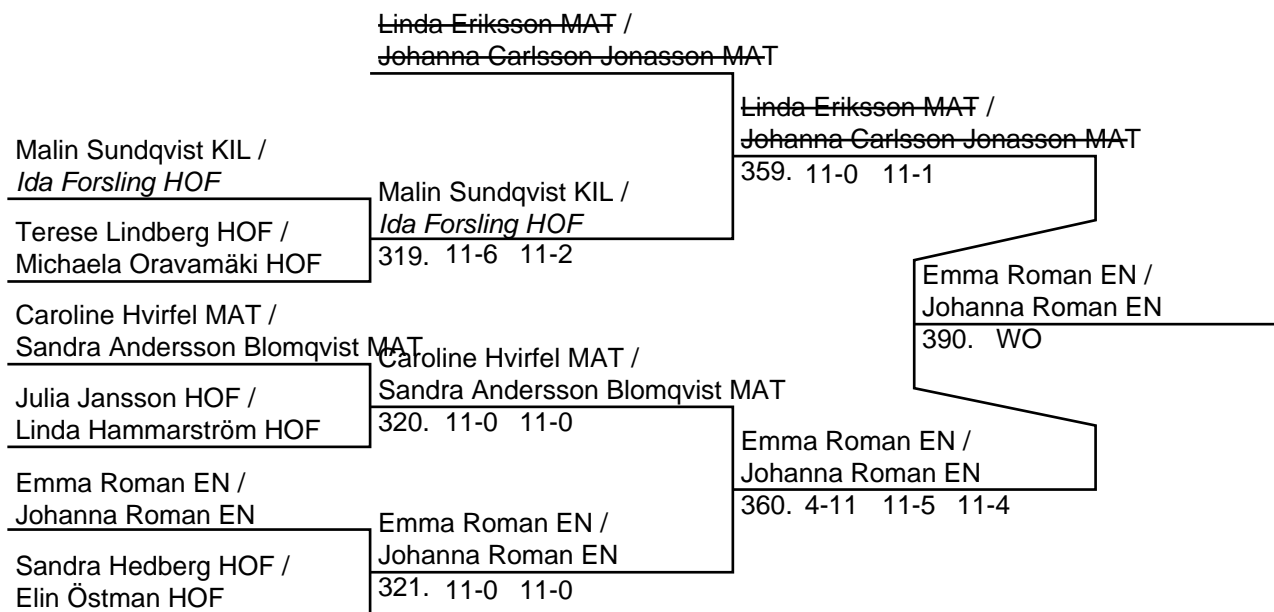 Linda Eriksson MAT /
Johanna Carlsson Jonasson MAT
Linda Eriksson MAT /
Johanna Carlsson Jonasson MAT
359. 11-0 11-1
Malin Sundqvist KIL /
Ida Forsling HOF
Malin Sundqvist KIL /
Ida Forsling HOF
319. 11-6 11-2
Terese Lindberg HOF /
Michaela Oravamäki HOF
Emma Roman EN /
Johanna Roman EN
390. WO
Caroline Hvirfel MAT /
Sandra Andersson Blomqvist MAT
Caroline Hvirfel MAT /
Sandra Andersson Blomqvist MAT
320. 11-0 11-0
Julia Jansson HOF /
Linda Hammarström HOF
Emma Roman EN /
Johanna Roman EN
360. 4-11 11-5 11-4
Emma Roman EN /
Johanna Roman EN
Emma Roman EN /
Johanna Roman EN
321. 11-0 11-0
Sandra Hedberg HOF /
Elin Östman HOF